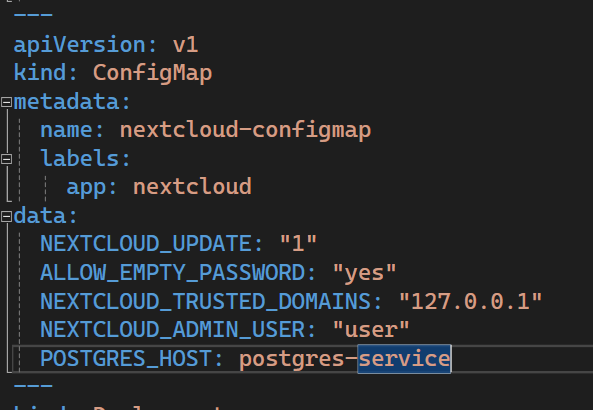 ---
apiVersion: v1
kind: ConfigMap
metadata:
  name: nextcloud-configmap
  labels:
    app: nextcloud
data:
  NEXTCLOUD_UPDATE: "1"
  ALLOW_EMPTY_PASSWORD: "yes"
  NEXTCLOUD_TRUSTED_DOMAINS: "127.0.0.1"
  NEXTCLOUD_ADMIN_USER: "user"
  POSTGRES_HOST: postgres-service
---